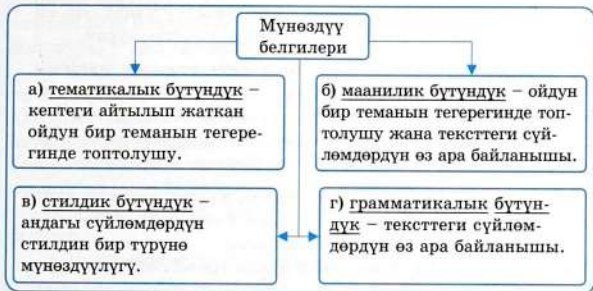 Мүнөздүү
белгилери
а) тематикалык бүтүндүк –
кептеги айтылып жаткан
ойдун бир теманын тегере-
гинде топтолушу.
б) маанилик бүтүндүк – ойдун
бир теманын тегерегинде топ-
толушу жана тексттеги сүй-
лөмдөрдүн өз ара байланышы.
в) стилдик бүтүндүк –
андагы сүйлөмдөрдүн
стилдин бир түрүнө
мүнөздүүлүгү.
г) грамматикалык бүтүн-
дүк – тексттеги сүйлөм-
дөрдүн өз ара байланышы.